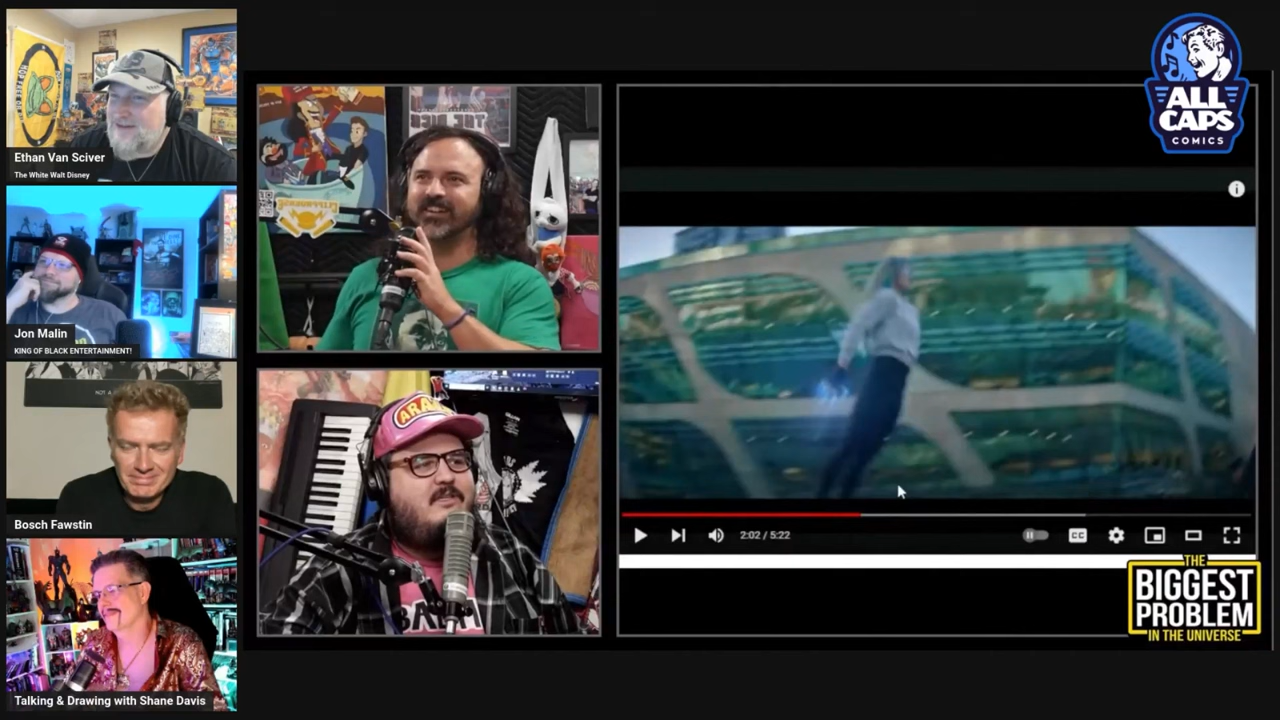 Ethan Van Sciver
The White Walt Disney
Jon Malin
KING OF BLACK ENTERTAINMENT!
Bosch Fawstin
Talking & Drawing with Shane Davis
ALL
CAPS
COMICS
2:02 / 5:22
CC
THE
BIGGEST
PROBLEM
IN THE UNIVERSE